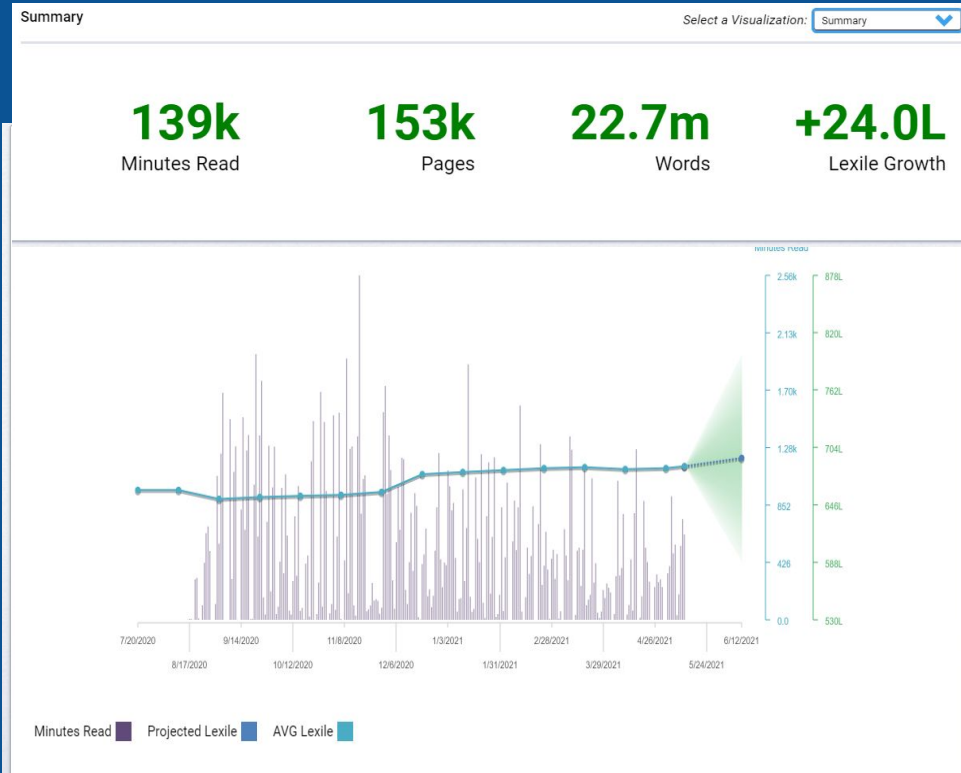 Summary
Select a Visualization: Summary
139k 153k 22.7m +24.0L
Minutes Read Pages Words Lexile Growth
Minutes Read
2.56k 878L
2.13k 820L
1.70k 762L
1.28k 704L
852 646L
426 588L
0.0 530L
7/20/2020 9/14/2020 11/8/2020 1/3/2021 2/28/2021 4/26/2021 6/12/2021
8/17/2020 10/12/2020 12/6/2020 1/31/2021 3/29/2021 5/24/2021
Minutes Read Projected Lexile AVG Lexile